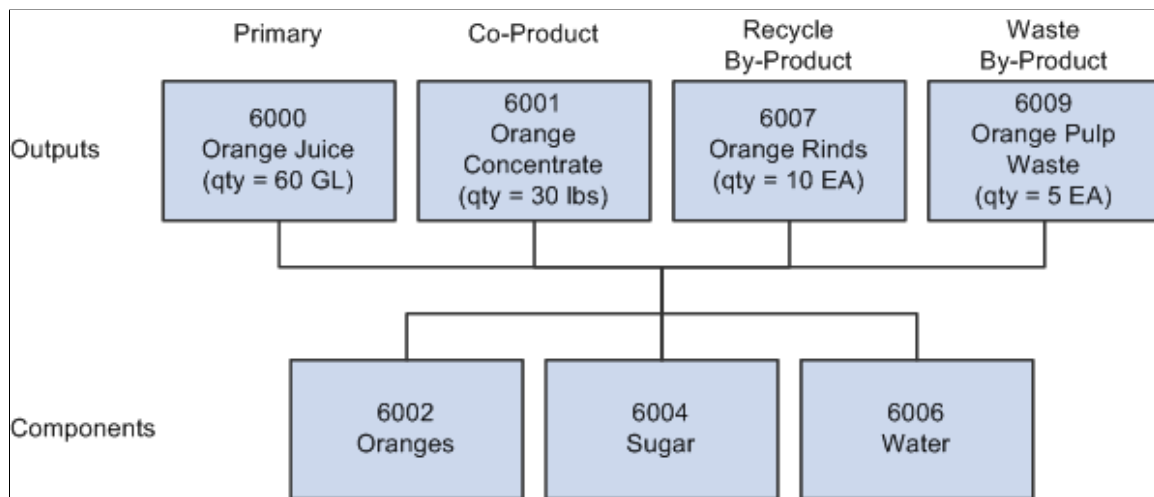 Primary
Co-Product
Recycle
By-Product
Waste
By-Product
Outputs
6000
Orange Juice
(qty = 60 GL)
6001
Orange
Concentrate
(qty = 30 lbs)
6007
Orange Rinds
(qty = 10 EA)
6009
Orange Pulp
Waste
(qty = 5 EA)
Components
6002
Oranges
6004
Sugar
6006
Water